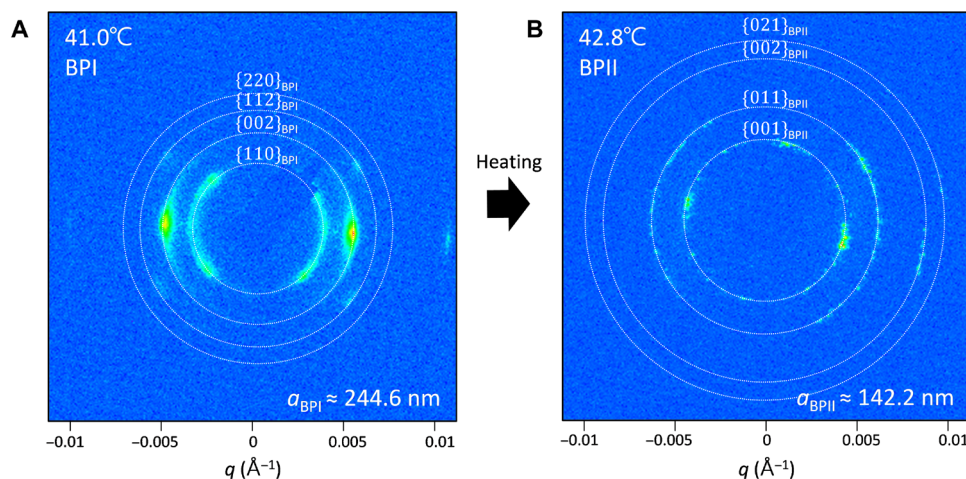 A
41.0℃
BPI
{220}BPI
{112}BPI
{002}BPI
{110}BPI
aBPI ≈ 244.6 nm
−0.01 −0.005 0 0.005 0.01
q (Å−1)
Heating
B
42.8℃
BPII
{021}BPII
{002}BPII
{011}BPII
{001}BPII
aBPII ≈ 142.2 nm
−0.01 −0.005 0 0.005 0.01
q (Å−1)